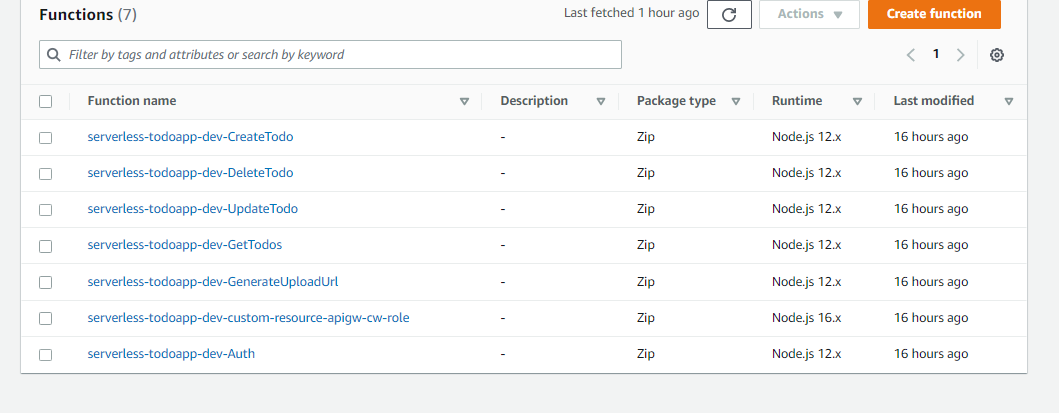 Functions (7) Last fetched 1 hour ago Actions Create function
Filter by tags and attributes or search by keyword 1
Function name Description Package type Runtime Last modified
serverless-todoapp-dev-CreateTodo - Zip Node.js 12.x 16 hours ago
serverless-todoapp-dev-DeleteTodo - Zip Node.js 12.x 16 hours ago
serverless-todoapp-dev-UpdateTodo - Zip Node.js 12.x 16 hours ago
serverless-todoapp-dev-GetTodos - Zip Node.js 12.x 16 hours ago
serverless-todoapp-dev-GenerateUploadUrl - Zip Node.js 12.x 16 hours ago
serverless-todoapp-dev-custom-resource-apigw-cw-role - Zip Node.js 16.x 16 hours ago
serverless-todoapp-dev-Auth - Zip Node.js 12.x 16 hours ago